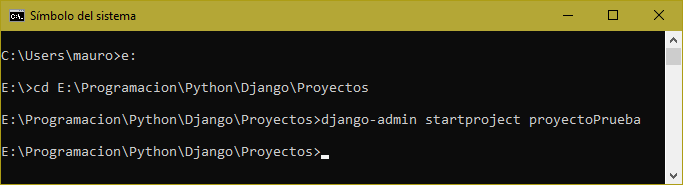 Símbolo del sistema
C:\Users\mauro>e:
E:\>cd E:\Programacion\Python\Django\Proyectos
E:\Programacion\Python\Django\Proyectos>django-admin startproject proyectoPrueba
E:\Programacion\Python\Django\Proyectos>